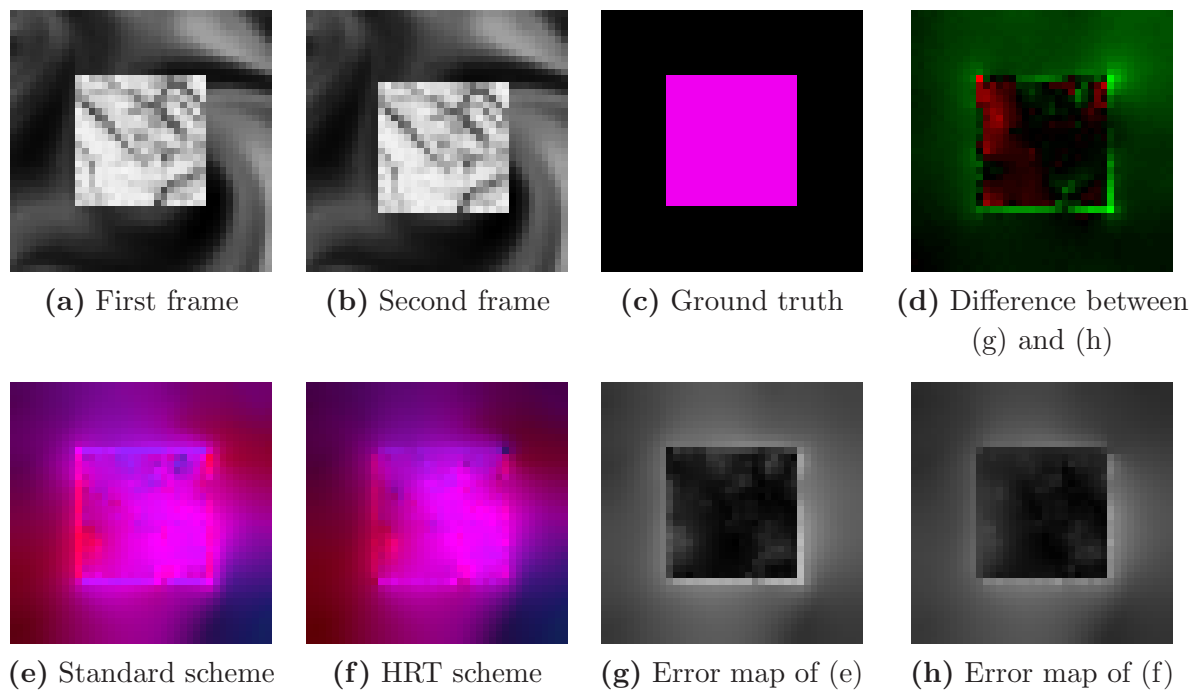 (a) First frame
(b) Second frame
(c) Ground truth
(d) Difference between
(g) and (h)
(e) Standard scheme
(f) HRT scheme
(g) Error map of (e)
(h) Error map of (f)